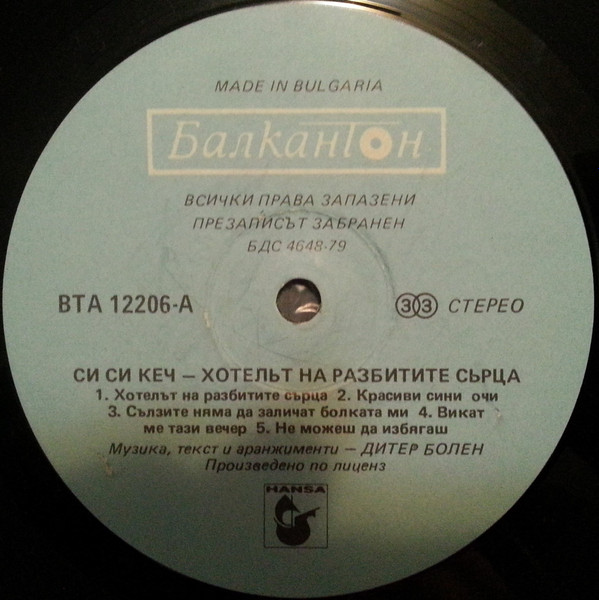 MADE IN BULGARIA
Балкантон
ВСИЧКИ ПРАВА ЗАПАЗЕНИ
ПРЕЗАПИСЪТ ЗАБРАНЕН
БДС 4648-79
ВТА 12206-А
33 СТЕРЕО
СИ СИ КЕЧ – ХОТЕЛЪТ НА РАЗБИТИТЕ СЪРЦА
1. Хотелът на разбитите сърца 2. Красиви сини очи
3. Сълзите няма да заличат болката ми 4. Викат
ме тази вечер 5. Не можеш да избягаш
Музика, текст и аранжименти – ДИТЕР БОЛЕН
Произведено по лиценз
HANSA